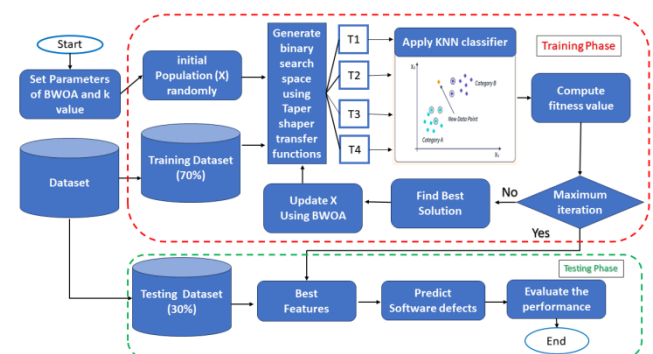 Start
Set Parameters
of BWOA and k
value
initial
Population (X)
randomly
Generate
binary
search
space
using
Taper
shaper
transfer
functions
T1
T2
T3
T4
Apply KNN classifier
X₂
Category B
New Data Point
Category A
X₁
Training Phase
Compute
fitness value
Dataset
Training Dataset
(70%)
Update X
Using BWOA
Find Best
Solution
No
Maximum
iteration
Yes
Testing Phase
Testing Dataset
(30%)
Best
Features
Predict
Software defects
Evaluate the
performance
End